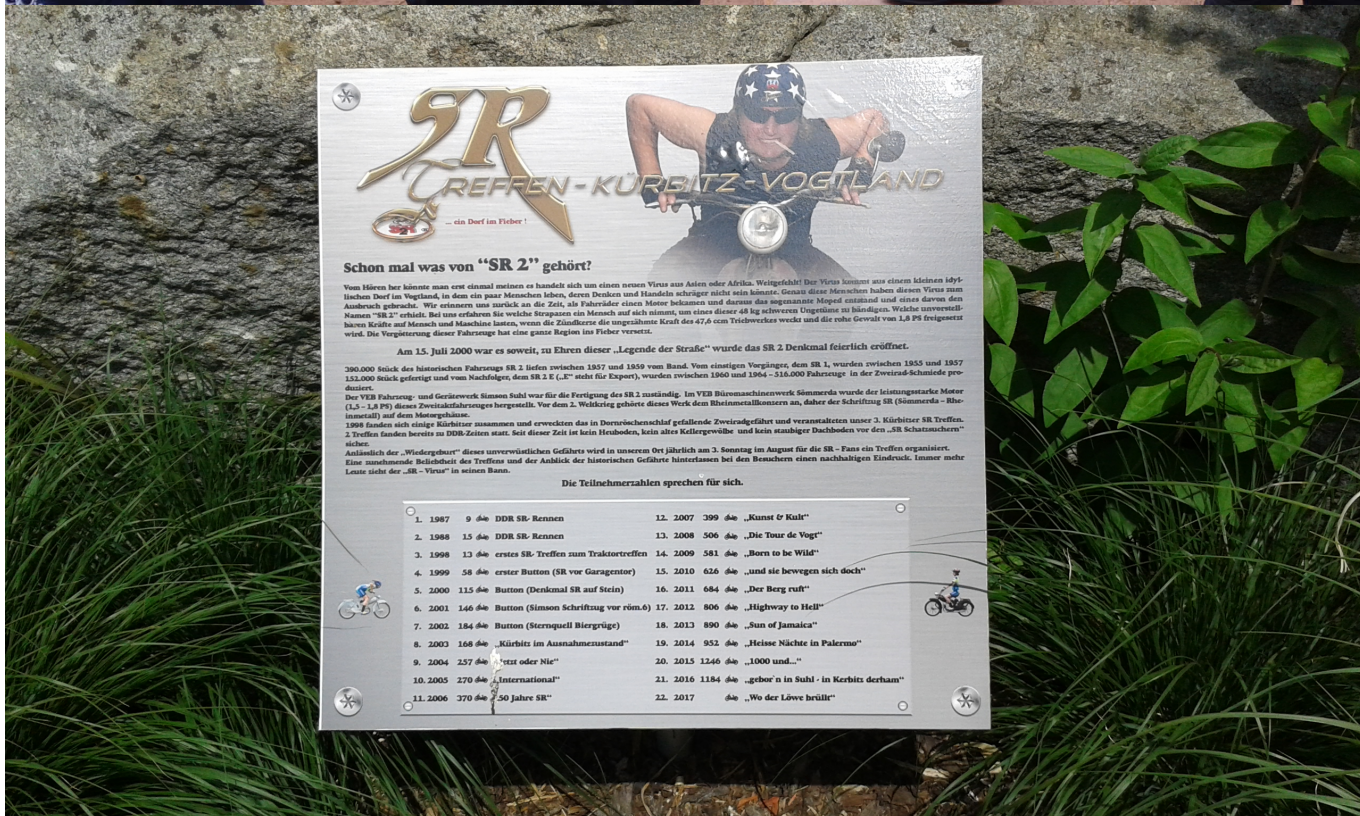 SR
TREFFEN-KÜRBITZ-VOGTLAND
... ein Dorf im Fieber !
Schon mal was von “SR 2” gehört?
Vom Hören her könnte man erst einmal meinen es handelt sich um einen neuen Virus aus Asien oder Afrika. Weitgefehlt! Der Virus kommt aus einem kleinen idyl-
lischen Dorf im Vogtland, in dem ein paar Menschen leben, deren Denken und Handeln schräger nicht sein könnte. Genau diese Menschen haben diesen Virus zum
Ausbruch gebracht. Wir erinnern uns zurück an die Zeit, als Fahrräder einen Motor bekamen und daraus das sogenannte Moped entstand und eines davon den
Namen “SR 2” erhielt. Bei uns erfahren Sie welche Strapazen ein Mensch auf sich nimmt, um eines dieser 48 kg schweren Ungetüme zu bändigen. Welche unvorstell-
baren Kräfte auf Mensch und Maschine lasten, wenn die Zündkerze die ungezähmte Kraft des 47,6 ccm Triebwerkes weckt und die rohe Gewalt von 1,8 PS freigesetzt
wird. Die Vergötterung dieser Fahrzeuge hat eine ganze Region ins Fieber versetzt.
Am 15. Juli 2000 war es soweit, zu Ehren dieser „Legende der Straße“ wurde das SR 2 Denkmal feierlich eröffnet.
390.000 Stück des historischen Fahrzeugs SR 2 liefen zwischen 1957 und 1959 vom Band. Vom einstigen Vorgänger, dem SR 1, wurden zwischen 1955 und 1957
152.000 Stück gefertigt und vom Nachfolger, dem SR 2 E („E“ steht für Export), wurden zwischen 1960 und 1964 – 516.000 Fahrzeuge in der Zweirad-Schmiede pro-
duziert.
Der VEB Fahrzeug- und Gerätewerk Simson Suhl war für die Fertigung des SR 2 zuständig. Im VEB Büromaschinenwerk Sömmerda wurde der leistungsstarke Motor
(1,5 – 1,8 PS) dieses Zweitaktfahrzeuges hergestellt. Vor dem 2. Weltkrieg gehörte dieses Werk dem Rheinmetallkonzern an, daher der Schriftzug SR (Sömmerda – Rhe-
inmetall) auf dem Motorgehäuse.
1998 fanden sich einige Kürbitzer zusammen und erweckten das in Dornröschenschlaf gefallende Zweiradgefährt und veranstalteten unser 3. Kürbitzer SR Treffen.
2 Treffen fanden bereits zu DDR-Zeiten statt. Seit dieser Zeit ist kein Heuboden, kein altes Kellergewölbe und kein staubiger Dachboden vor den „SR Schatzsuchern“
sicher.
Anlässlich der „Wiedergeburt“ dieses unverwüstlichen Gefährts wird in unserem Ort jährlich am 3. Sonntag im August für die SR – Fans ein Treffen organisiert.
Eine zunehmende Beliebtheit des Treffens und der Anblick der historischen Gefährte hinterlassen bei den Besuchern einen nachhaltigen Eindruck. Immer mehr
Leute zieht der „SR – Virus“ in seinen Bann.
Die Teilnehmerzahlen sprechen für sich.
1. 1987 9 DDR SR- Rennen
2. 1988 15 DDR SR- Rennen
3. 1998 13 erstes SR- Treffen zum Traktortreffen
4. 1999 58 erster Button (SR vor Garagentor)
5. 2000 115 Button (Denkmal SR auf Stein)
6. 2001 146 Button (Simson Schriftzug vor röm.6)
7. 2002 184 Button (Sternquell Biergrüge)
8. 2003 168 „Kürbitz im Ausnahmezustand“
9. 2004 257 „Jetzt oder Nie“
10. 2005 270 „International“
11. 2006 370 „50 Jahre SR“
12. 2007 399 „Kunst & Kult“
13. 2008 506 „Die Tour de Vogt“
14. 2009 581 „Born to be Wild“
15. 2010 626 „und sie bewegen sich doch“
16. 2011 684 „Der Berg ruft“
17. 2012 806 „Highway to Hell“
18. 2013 890 „Sun of Jamaica“
19. 2014 952 „Heisse Nächte in Palermo“
20. 2015 1246 „1000 und...“
21. 2016 1184 „gebor`n in Suhl - in Kerbitz derham“
22. 2017 „Wo der Löwe brüllt“